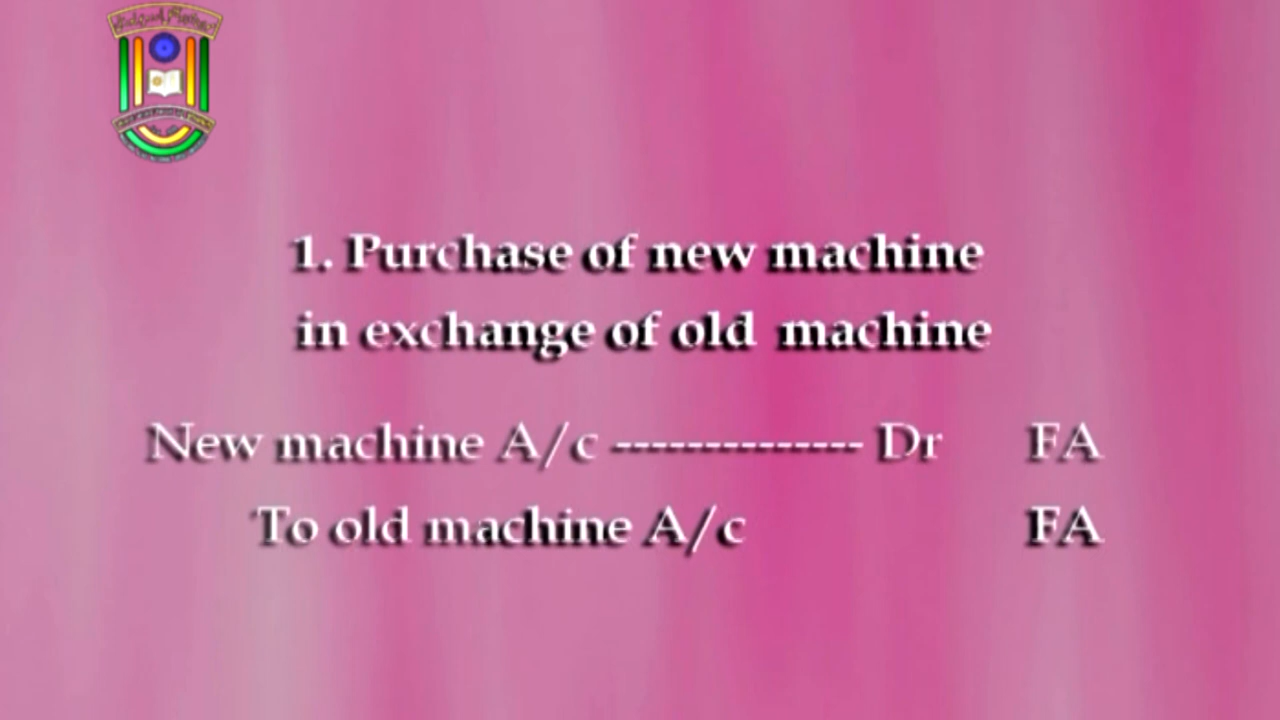 1. Purchase of new machine
in exchange of old machine
New machine A/c -------------- Dr FA
To old machine A/c FA